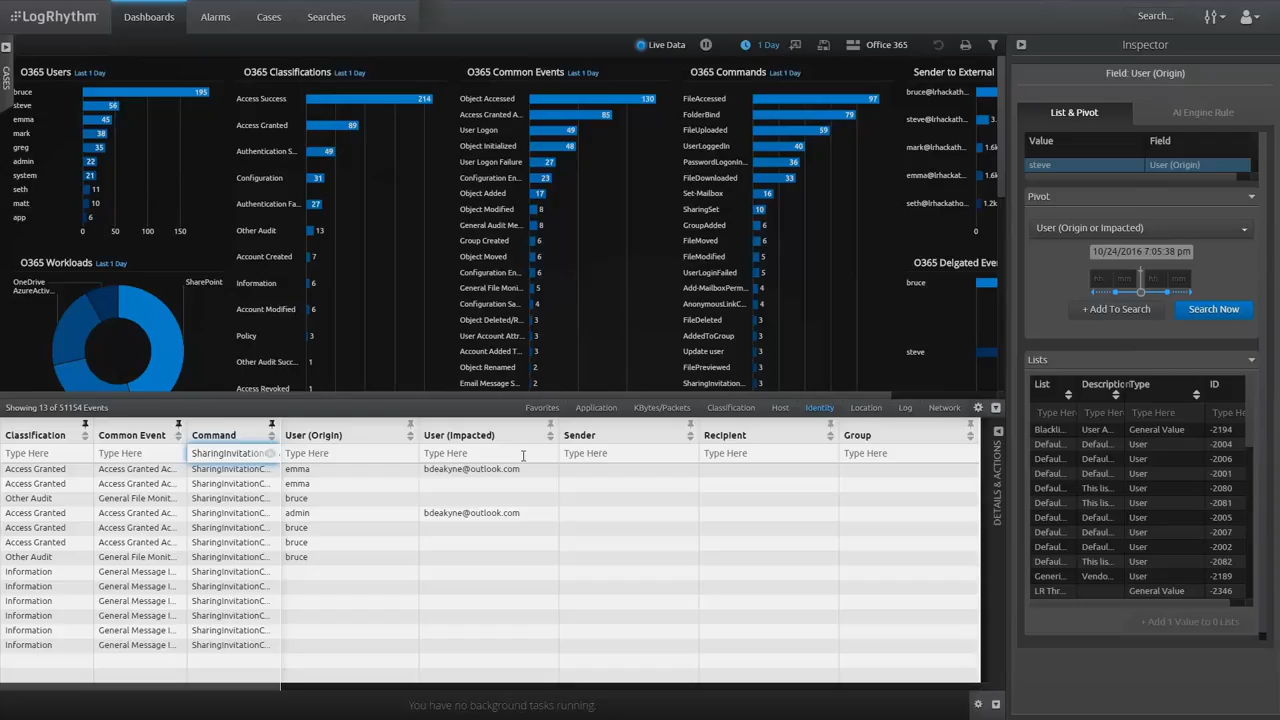 LogRhythm
Dashboards Alarms Cases Searches Reports Search...
Live Data 1 Day Office 365
CASES
O365 Users Last 1 Day
bruce 195
steve 56
emma 45
mark 38
greg 35
admin 22
system 21
seth 11
matt 10
app 6
0 50 100 150
O365 Workloads Last 1 Day
OneDrive
AzureActiv...
SharePoint
O365 Classifications Last 1 Day
Access Success 214
Access Granted 89
Authentication S... 49
Configuration 31
Authentication Fa... 27
Other Audit 13
Account Created 7
Information 6
Account Modified 6
Policy 3
Other Audit Succ... 1
Access Revoked 1
O365 Common Events Last 1 Day
Object Accessed 130
Access Granted A... 85
User Logon 49
Object Initialized 48
User Logon Failure 27
Configuration En... 23
Object Added 17
Object Modified 8
General Audit Me... 8
Group Created 6
Object Moved 6
Configuration En... 6
General File Moni... 5
Configuration Sa... 4
Object Deleted/R... 3
User Account Attr... 3
Account Added T... 3
Object Renamed 2
Email Message S... 2
O365 Commands Last 1 Day
FileAccessed 97
FolderBind 79
FileUploaded 59
UserLoggedIn 40
PasswordLogonIn... 36
FileDownloaded 33
Set-Mailbox 16
SharingSet 10
GroupAdded 6
FileMoved 6
FileModified 5
UserLoginFailed 5
Add-MailboxPerm... 4
AnonymousLinkC... 4
FileDeleted 3
AddedToGroup 3
Update user 3
FilePreviewed 3
SharingInvitation... 3
Sender to External
bruce@lrhackath...
steve@lrhackath... 3.
mark@lrhackath... 1.6k
emma@lrhackat... 1.6k
seth@lrhackatho... 1.2k
0
O365 Delgated Eve
bruce
steve
Showing 13 of 51154 Events Favorites Application KBytes/Packets Classification Host Identity Location Log Network
Classification Common Event Command User (Origin) User (Impacted) Sender Recipient Group
Type Here Type Here SharingInvitation Type Here Type Here Type Here Type Here Type Here
Access Granted Access Granted Ac... SharingInvitationC... emma bdeakyne@outlook.com
Access Granted Access Granted Ac... SharingInvitationC... emma
Other Audit General File Monit... SharingInvitationC... bruce
Access Granted Access Granted Ac... SharingInvitationC... admin bdeakyne@outlook.com
Access Granted Access Granted Ac... SharingInvitationC... bruce
Access Granted Access Granted Ac... SharingInvitationC... bruce
Other Audit General File Monit... SharingInvitationC... bruce
Information General Message I... SharingInvitationC...
Information General Message I... SharingInvitationC...
Information General Message I... SharingInvitationC...
Information General Message I... SharingInvitationC...
Information General Message I... SharingInvitationC...
Information General Message I... SharingInvitationC...
DETAILS & ACTIONS
You have no background tasks running.
Inspector
Field: User (Origin)
List & Pivot AI Engine Rule
Value Field
steve User (Origin)
Pivot
User (Origin or Impacted)
10/24/2016 7:05:38 pm
hh mm hh mm
+ Add To Search Search Now
Lists
List Description Type ID
Type Here Type Here Type Here Type Here
Blackli... User A... General Value -2194
Defaul... Defaul... User -2004
Defaul... Defaul... User -2006
Defaul... Defaul... User -2001
Defaul... This lis... User -2080
Defaul... This lis... User -2081
Defaul... Defaul... User -2005
Defaul... Defaul... User -2007
Defaul... Defaul... User -2002
Defaul... This lis... User -2082
Generi... Vendo... User -2189
LR Thr... General Value -2346
+ Add 1 Value to 0 Lists